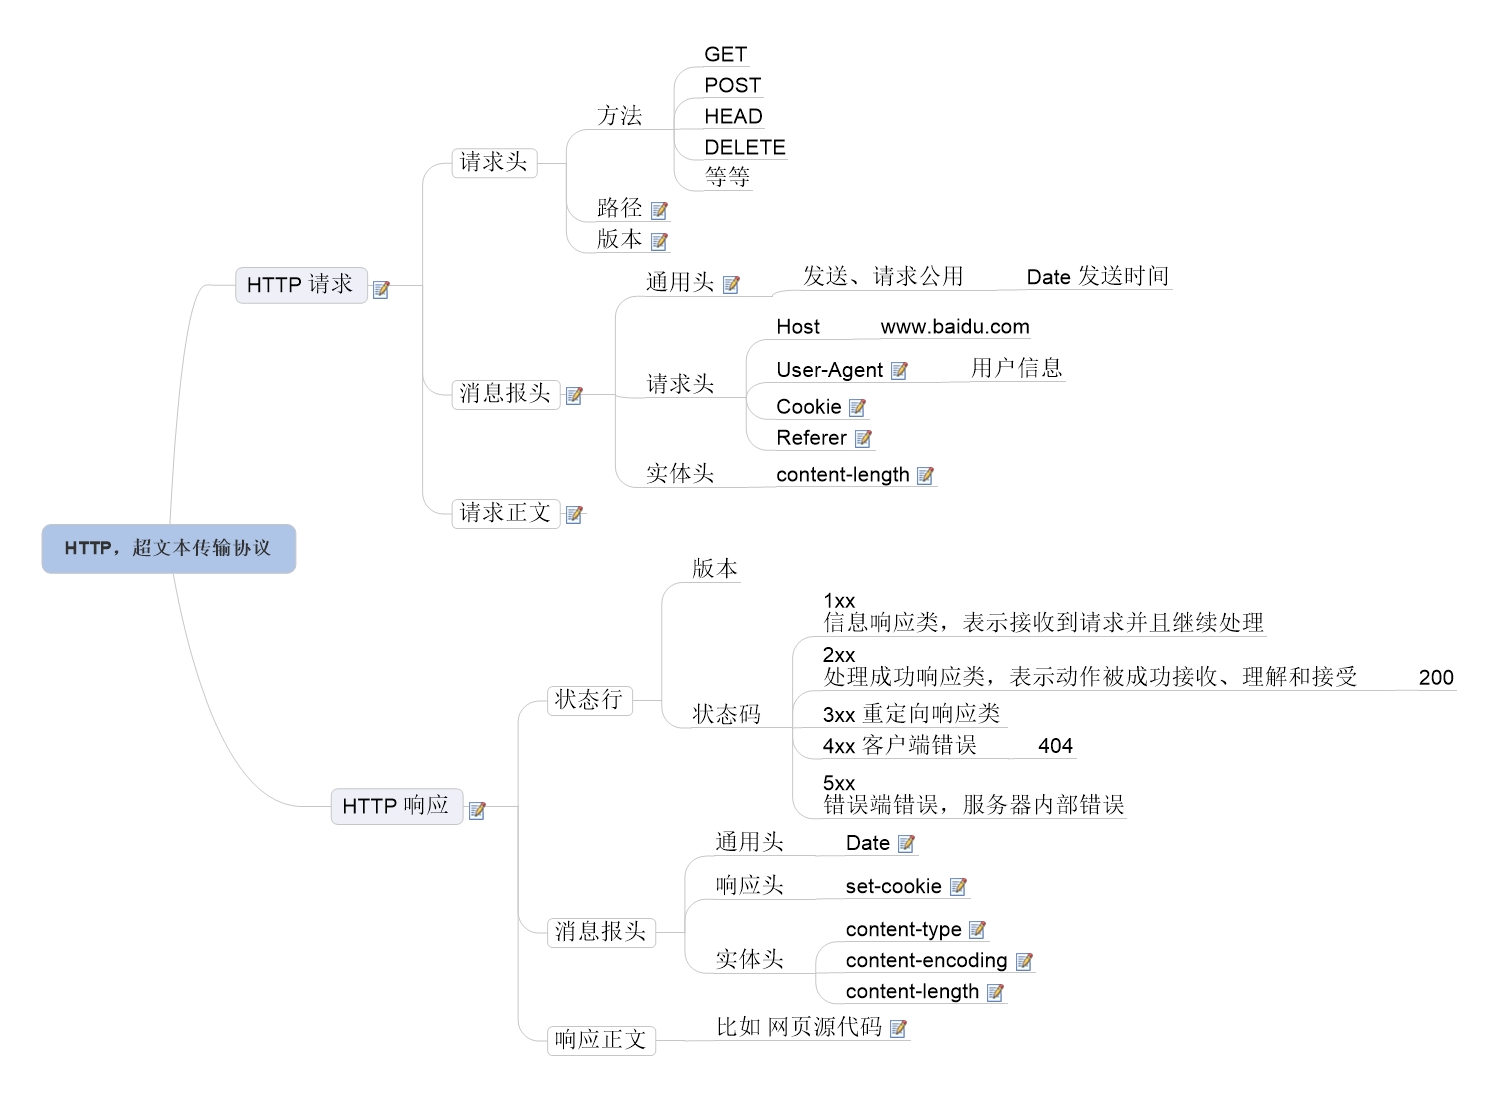 HTTP，超文本传输协议
HTTP 请求
请求头
方法
GET
POST
HEAD
DELETE
等等
路径
版本
消息报头
通用头
发送、请求公用
Date 发送时间
请求头
Host
www.baidu.com
User-Agent
用户信息
Cookie
Referer
实体头
content-length
请求正文
HTTP 响应
状态行
版本
状态码
1xx
信息响应类，表示接收到请求并且继续处理
2xx
处理成功响应类，表示动作被成功接收、理解和接受
200
3xx 重定向响应类
4xx 客户端错误
404
5xx
错误端错误，服务器内部错误
消息报头
通用头
Date
响应头
set-cookie
实体头
content-type
content-encoding
content-length
响应正文
比如 网页源代码